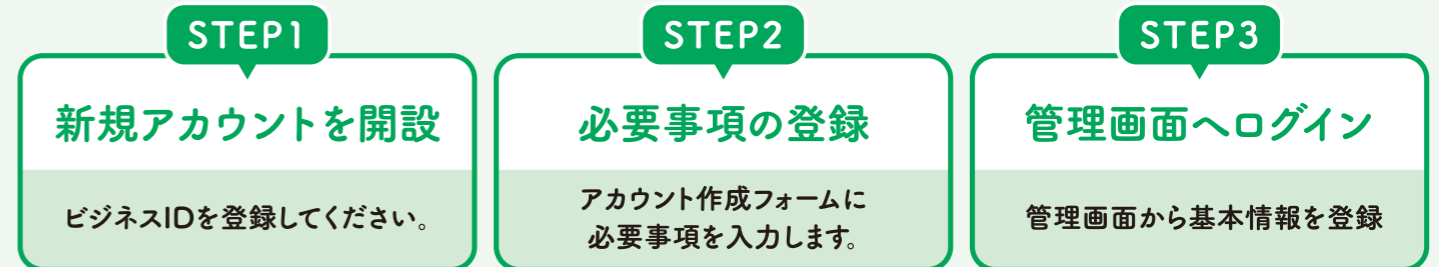 STEP1
新規アカウントを開設
ビジネスIDを登録してください。
STEP2
必要事項の登録
アカウント作成フォームに
必要事項を入力します。
STEP3
管理画面へログイン
管理画面から基本情報を登録